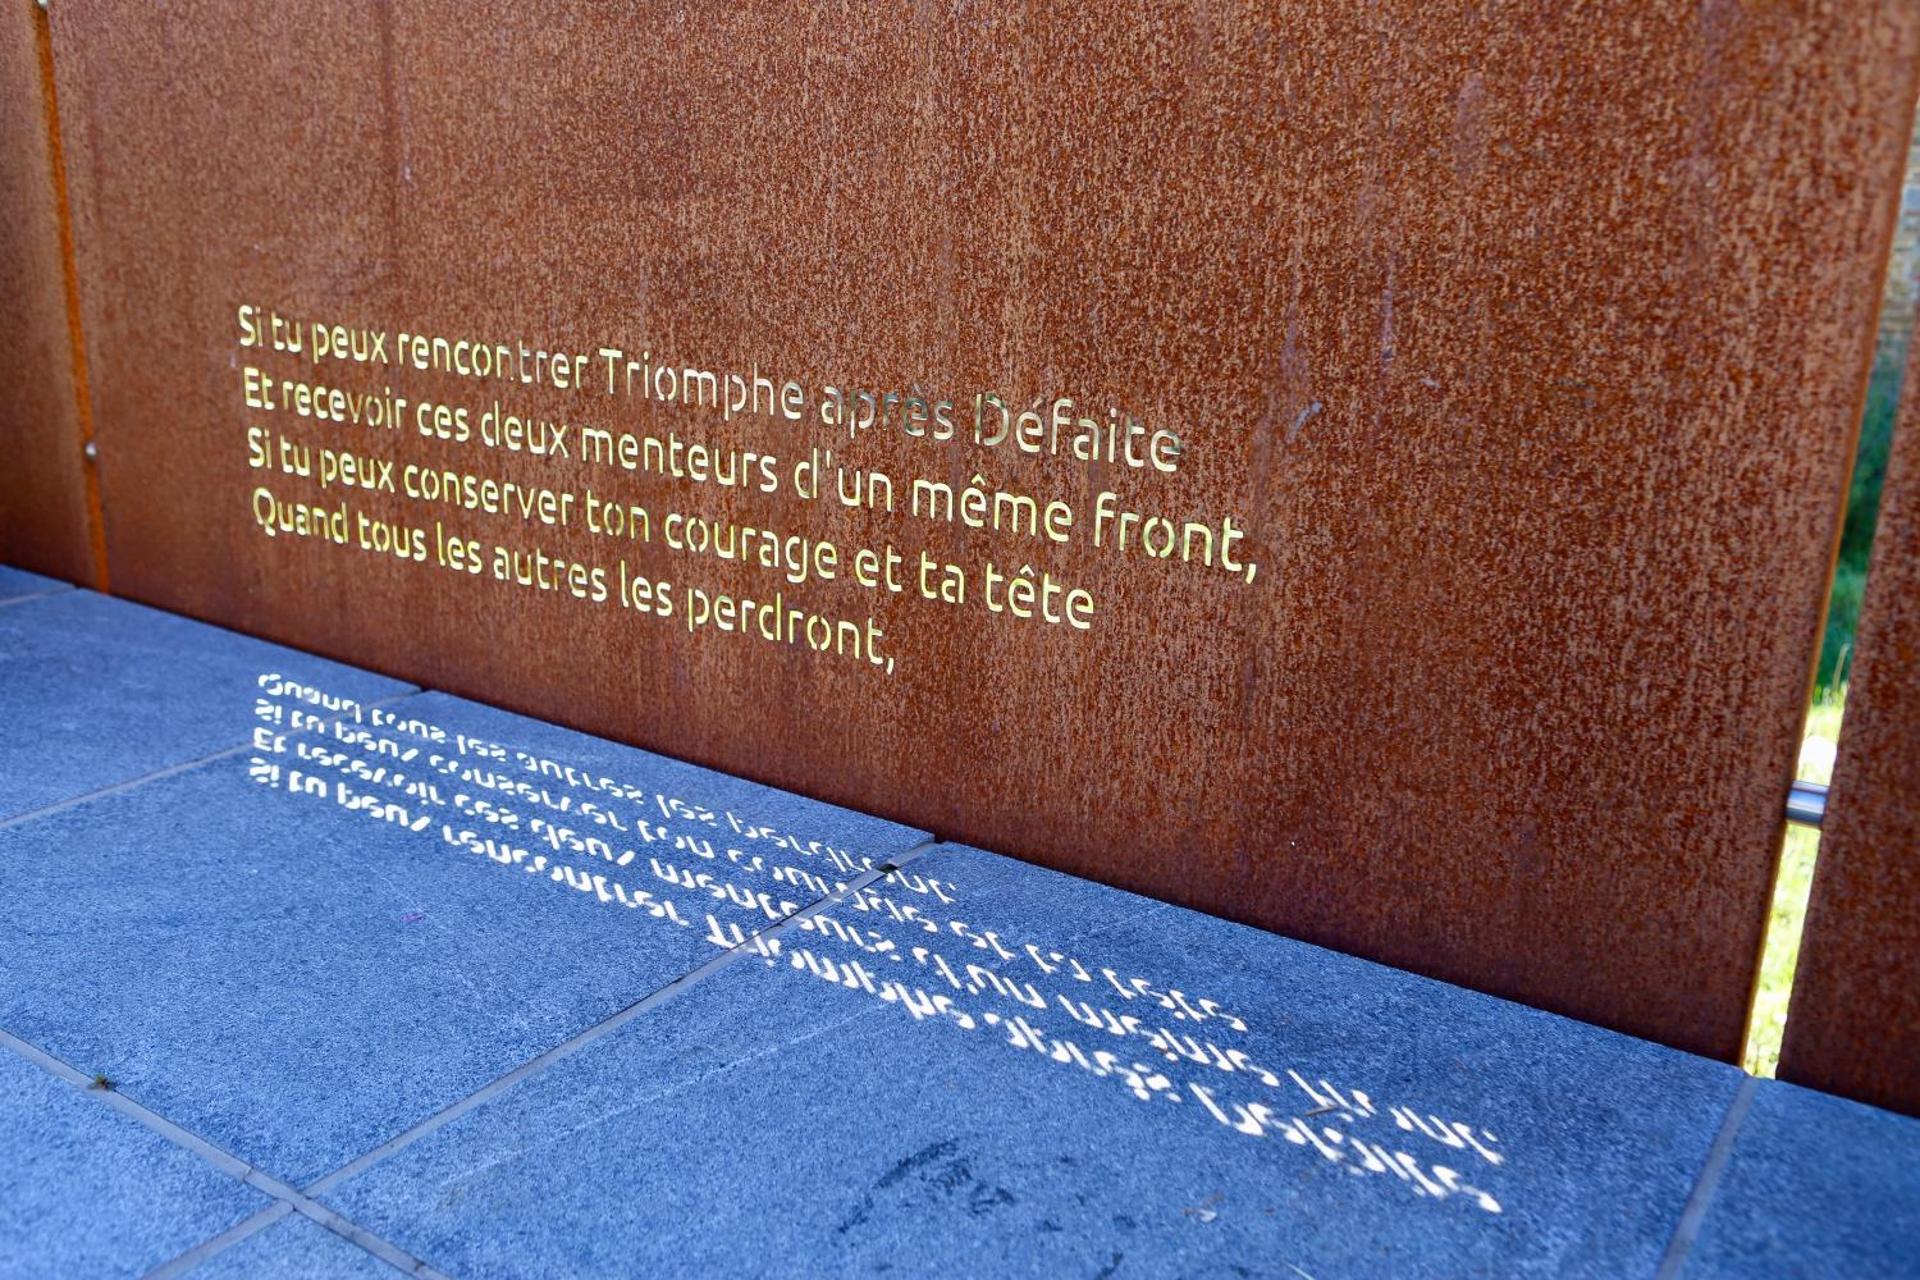 Si tu peux rencontrer Triomphe après Défaite
Et recevoir ces deux menteurs d'un même front,
Si tu peux conserver ton courage et ta tête
Quand tous les autres les perdront,